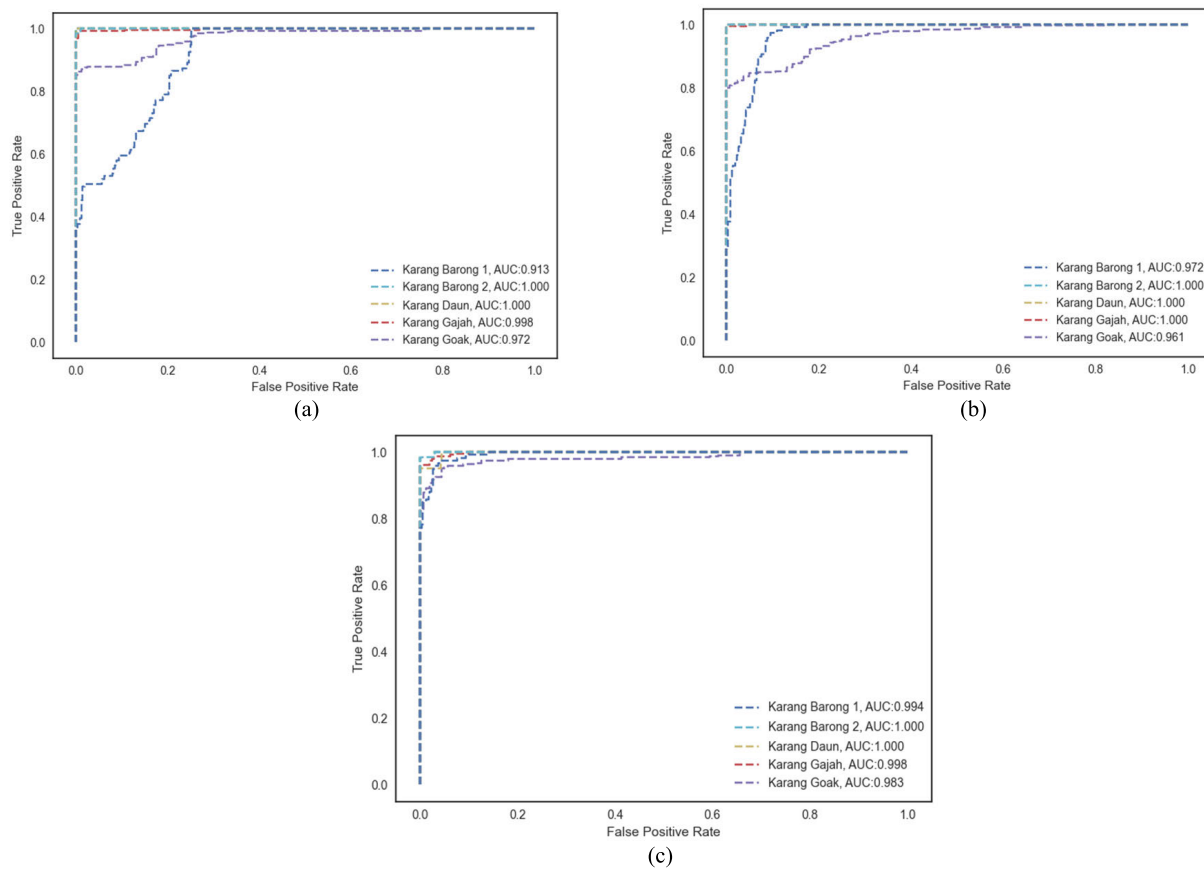 True Positive Rate
1.0
0.8
0.6
0.4
0.2
0.0
Karang Barong 1, AUC:0.913
Karang Barong 2, AUC:1.000
Karang Daun, AUC:1.000
Karang Gajah, AUC:0.998
Karang Goak, AUC:0.972
0.0 0.2 0.4 0.6 0.8 1.0
False Positive Rate
(a)
True Positive Rate
1.0
0.8
0.6
0.4
0.2
0.0
Karang Barong 1, AUC:0.972
Karang Barong 2, AUC:1.000
Karang Daun, AUC:1.000
Karang Gajah, AUC:1.000
Karang Goak, AUC:0.961
0.0 0.2 0.4 0.6 0.8 1.0
False Positive Rate
(b)
True Positive Rate
1.0
0.8
0.6
0.4
0.2
0.0
Karang Barong 1, AUC:0.994
Karang Barong 2, AUC:1.000
Karang Daun, AUC:1.000
Karang Gajah, AUC:0.998
Karang Goak, AUC:0.983
0.0 0.2 0.4 0.6 0.8 1.0
False Positive Rate
(c)